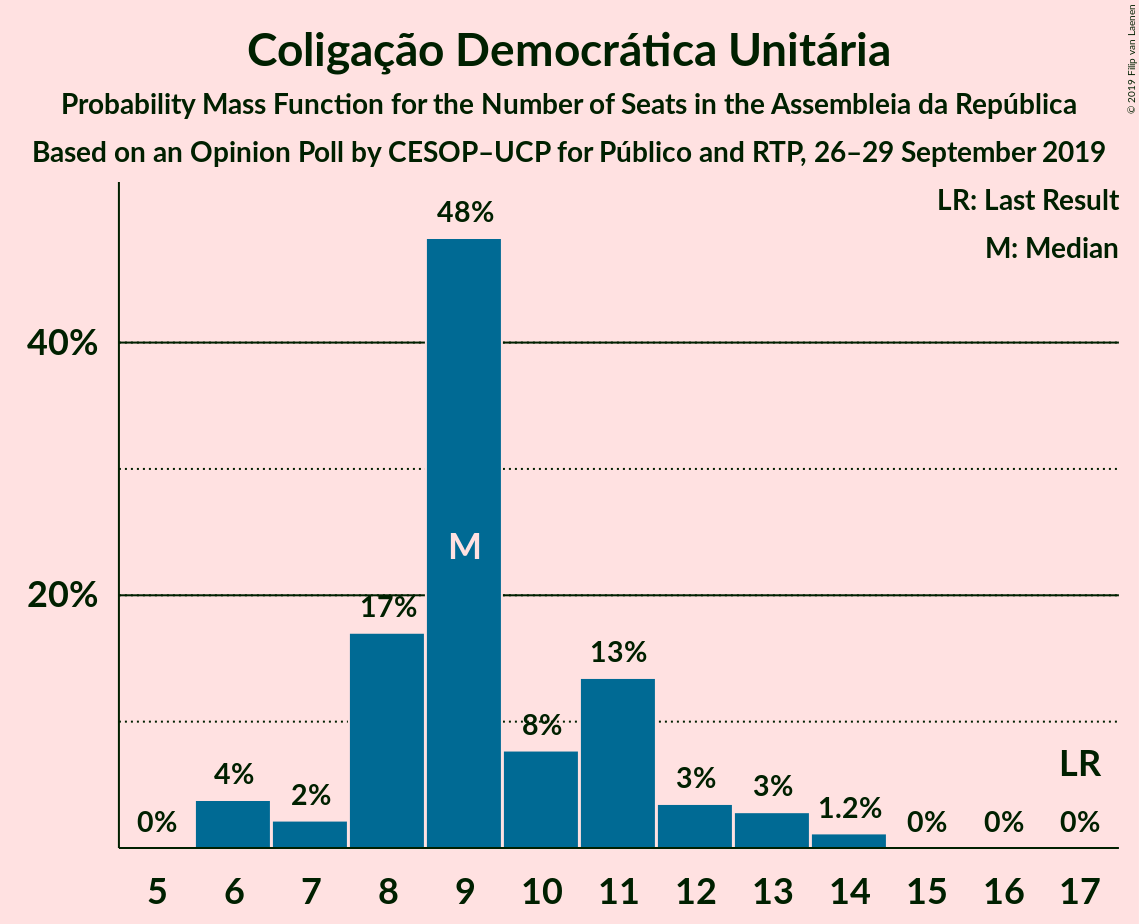 Coligação Democrática Unitária
Probability Mass Function for the Number of Seats in the Assembleia da República
Based on an Opinion Poll by CESOP–UCP for Público and RTP, 26–29 September 2019
© 2019 Filip van Laenen
LR: Last Result
M: Median
48%
40%
M
20%
17%
13%
8%
LR
4%
2%
3%
3%
1.2%
0%
0%
0%
0%
5 6 7 8 9 10 11 12 13 14 15 16 17